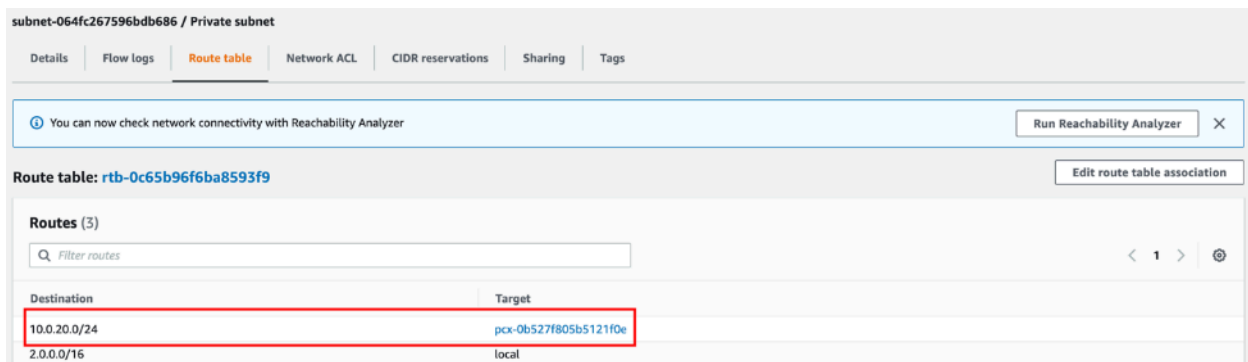 subnet-064fc267596bdb686 / Private subnet
Details Flow logs Route table Network ACL CIDR reservations Sharing Tags
You can now check network connectivity with Reachability Analyzer Run Reachability Analyzer
Route table: rtb-0c65b96f6ba8593f9 Edit route table association
Routes (3)
Filter routes 1
Destination Target
10.0.20.0/24 pcx-0b527f805b5121f0e
2.0.0.0/16 local